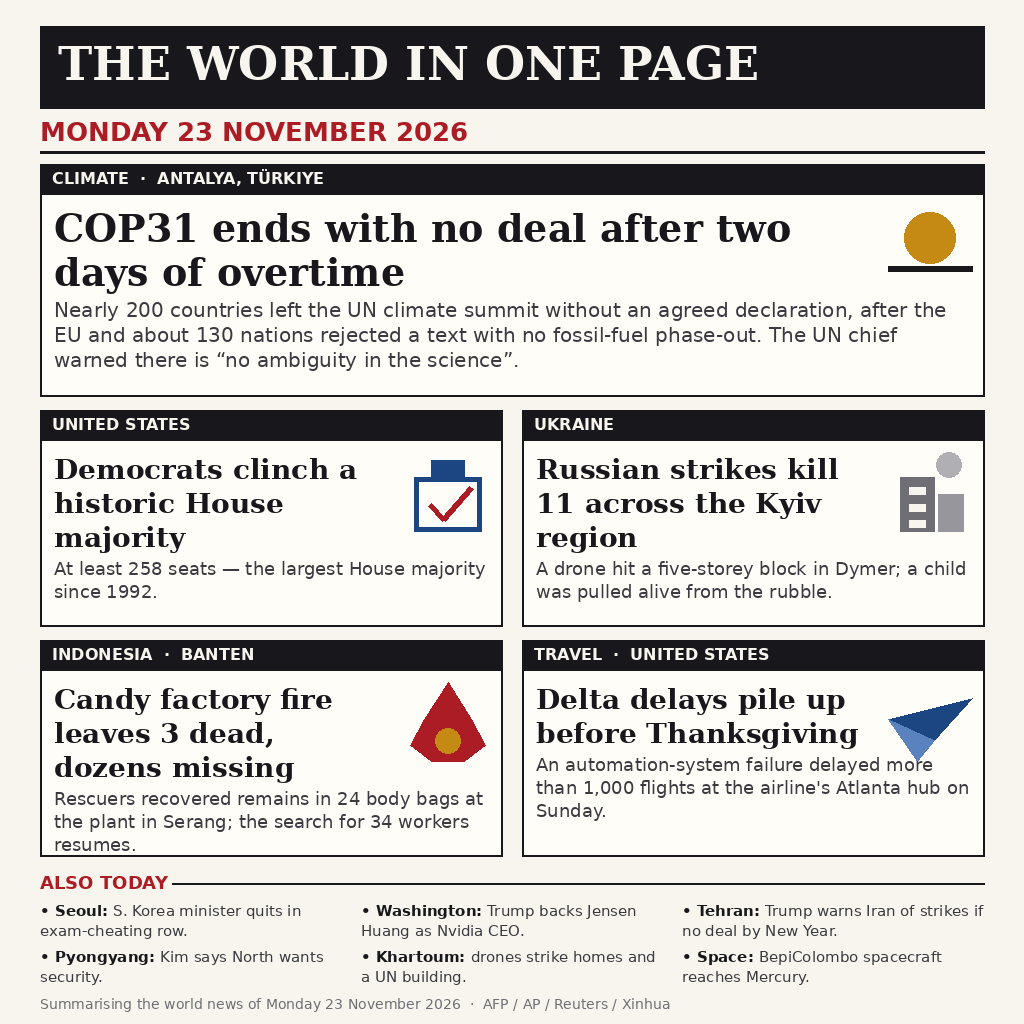 THE WORLD IN ONE PAGE
MONDAY 23 NOVEMBER 2026
CLIMATE · ANTALYA, TÜRKIYE
COP31 ends with no deal after two
days of overtime
Nearly 200 countries left the UN climate summit without an agreed declaration, after the
EU and about 130 nations rejected a text with no fossil-fuel phase-out. The UN chief
warned there is “no ambiguity in the science”.
UNITED STATES
Democrats clinch a
historic House
majority
At least 258 seats — the largest House majority
since 1992.
UKRAINE
Russian strikes kill
11 across the Kyiv
region
A drone hit a five-storey block in Dymer; a child
was pulled alive from the rubble.
INDONESIA · BANTEN
Candy factory fire
leaves 3 dead,
dozens missing
Rescuers recovered remains in 24 body bags at
the plant in Serang; the search for 34 workers
resumes.
TRAVEL · UNITED STATES
Delta delays pile up
before Thanksgiving
An automation-system failure delayed more
than 1,000 flights at the airline's Atlanta hub on
Sunday.
ALSO TODAY
• Seoul: S. Korea minister quits in
exam-cheating row.
• Pyongyang: Kim says North wants
security.
• Washington: Trump backs Jensen
Huang as Nvidia CEO.
• Khartoum: drones strike homes and
a UN building.
• Tehran: Trump warns Iran of strikes if
no deal by New Year.
• Space: BepiColombo spacecraft
reaches Mercury.
Summarising the world news of Monday 23 November 2026 · AFP / AP / Reuters / Xinhua